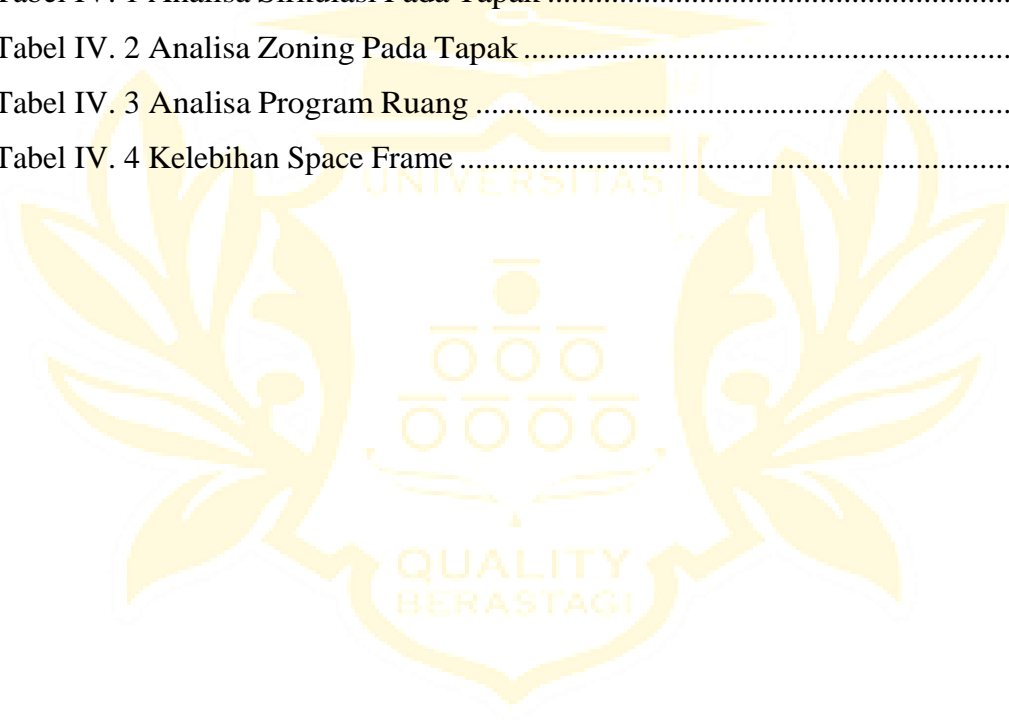 Tabel IV. 1 Analisa Sirkulasi Pada Tapak ........................................................
Tabel IV. 2 Analisa Zoning Pada Tapak ...........................................................
Tabel IV. 3 Analisa Program Ruang .................................................................
Tabel IV. 4 Kelebihan Space Frame ...................................................................
UNIVERSITAS
QUALITY
BERASTAGI